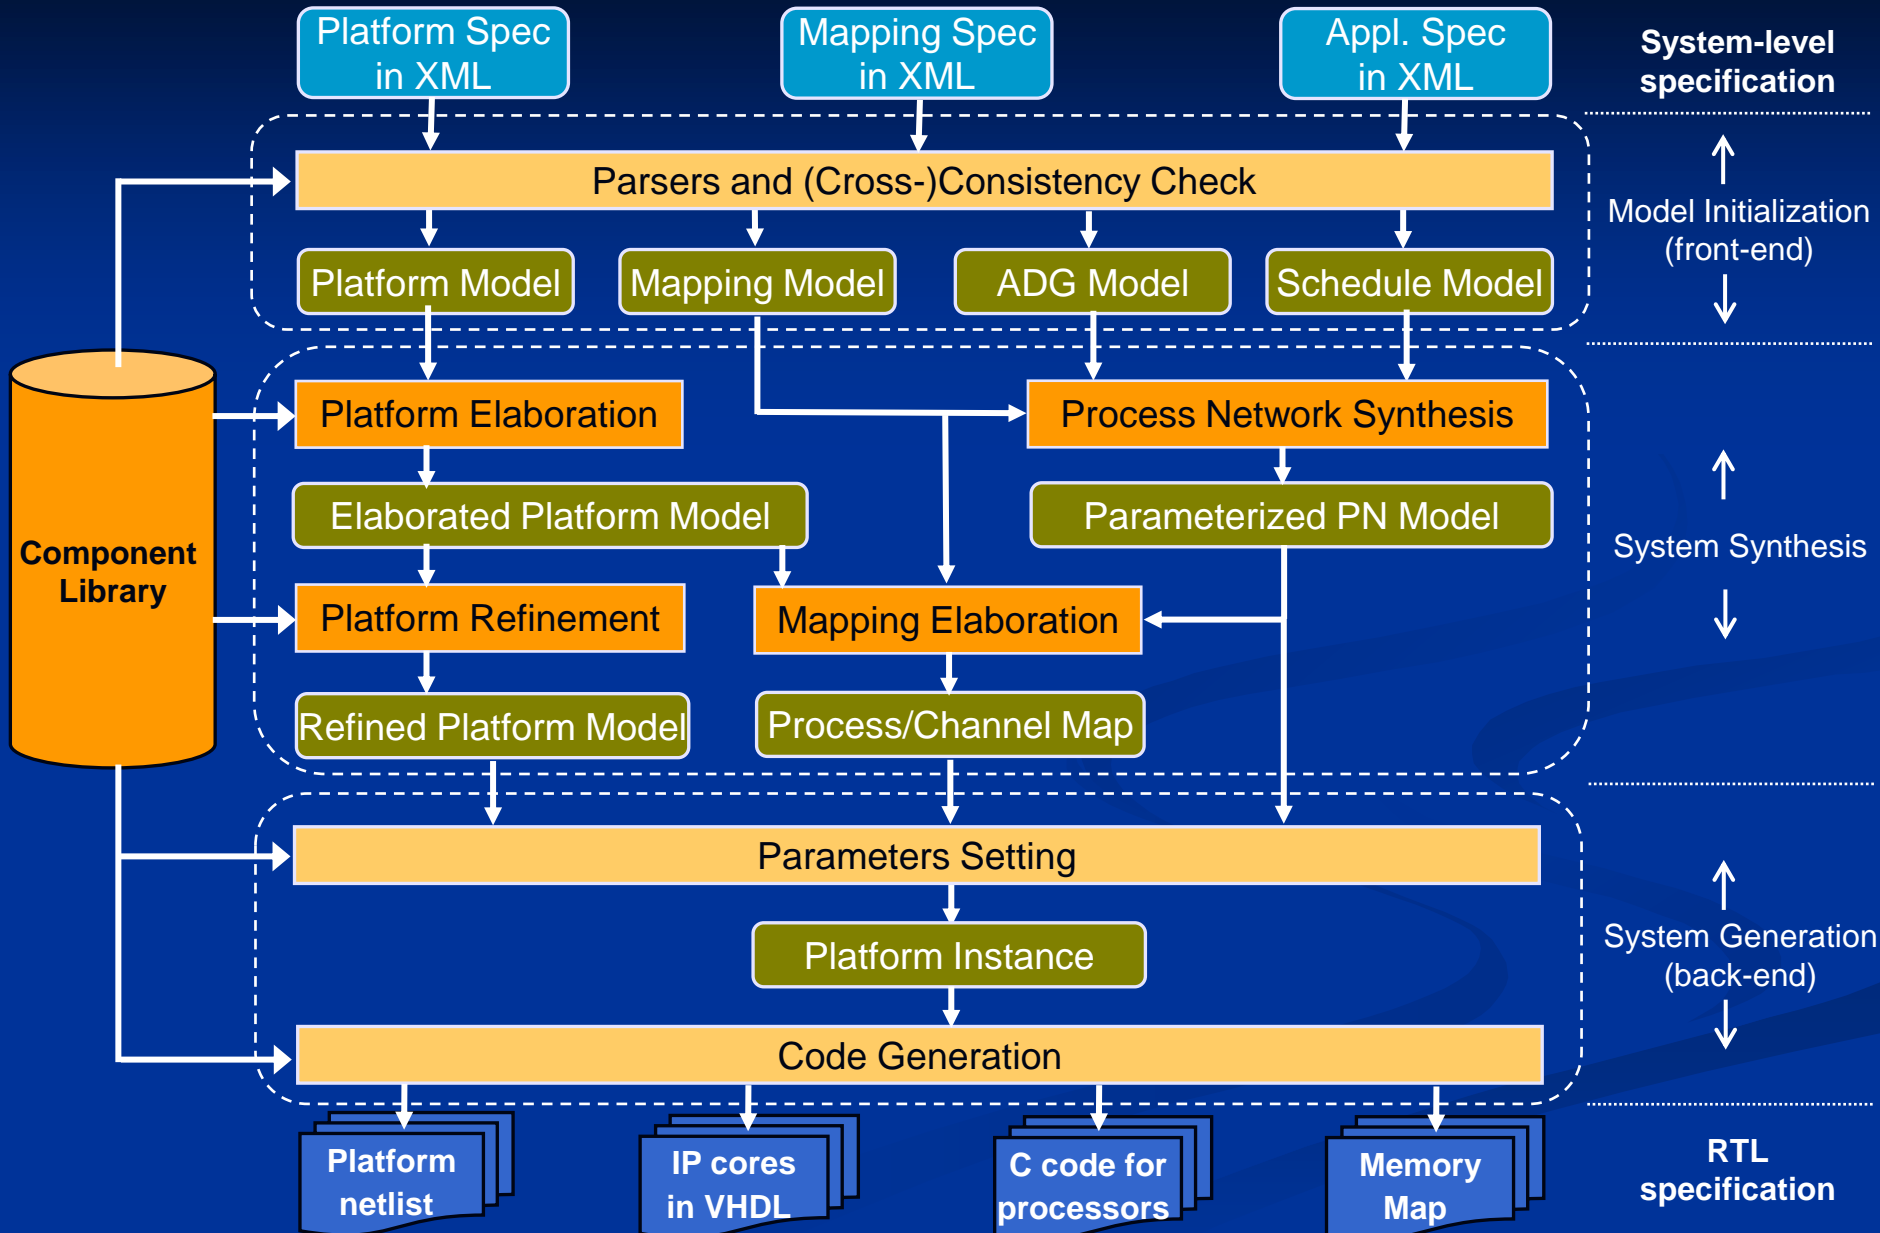 Platform Spec
in XML
Mapping Spec
in XML
Appl. Spec
in XML
System-level
specification
Parsers and (Cross-)Consistency Check
Model Initialization
(front-end)
Platform Model
Mapping Model
ADG Model
Schedule Model
Component
Library
Platform Elaboration
Process Network Synthesis
Elaborated Platform Model
Parameterized PN Model
System Synthesis
Platform Refinement
Mapping Elaboration
Refined Platform Model
Process/Channel Map
Parameters Setting
Platform Instance
System Generation
(back-end)
Code Generation
Platform
netlist
IP cores
in VHDL
C code for
processors
Memory
Map
RTL
specification